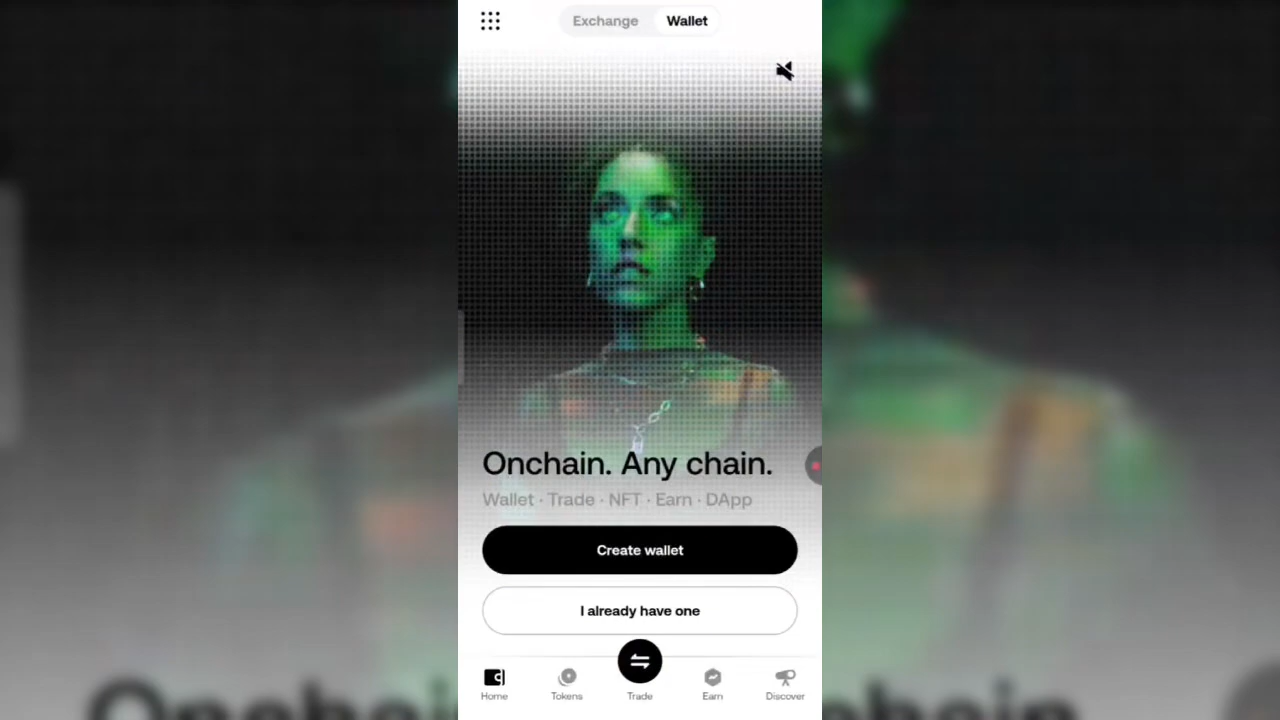 Exchange Wallet
Onchain. Any chain.
Wallet · Trade · NFT · Earn · DApp
Create wallet
I already have one
Home Tokens Trade Earn Discover